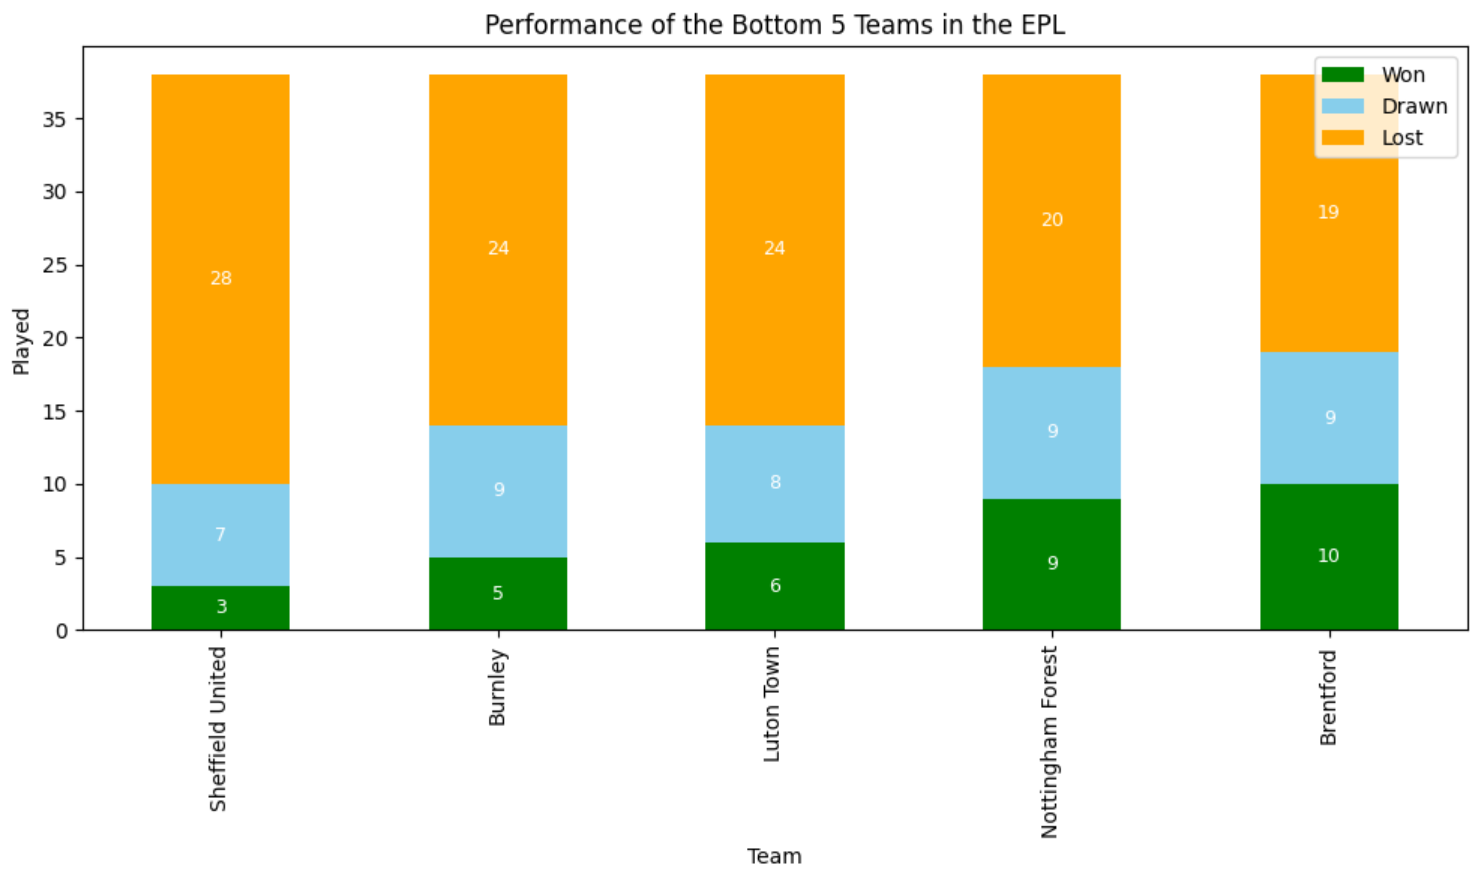 Performance of the Bottom 5 Teams in the EPL
Won
Drawn
Lost
Played
35
30
25
20
15
10
5
0
28
24
24
20
19
7
9
8
9
9
3
5
6
9
10
Sheffield United
Burnley
Luton Town
Nottingham Forest
Brentford
Team